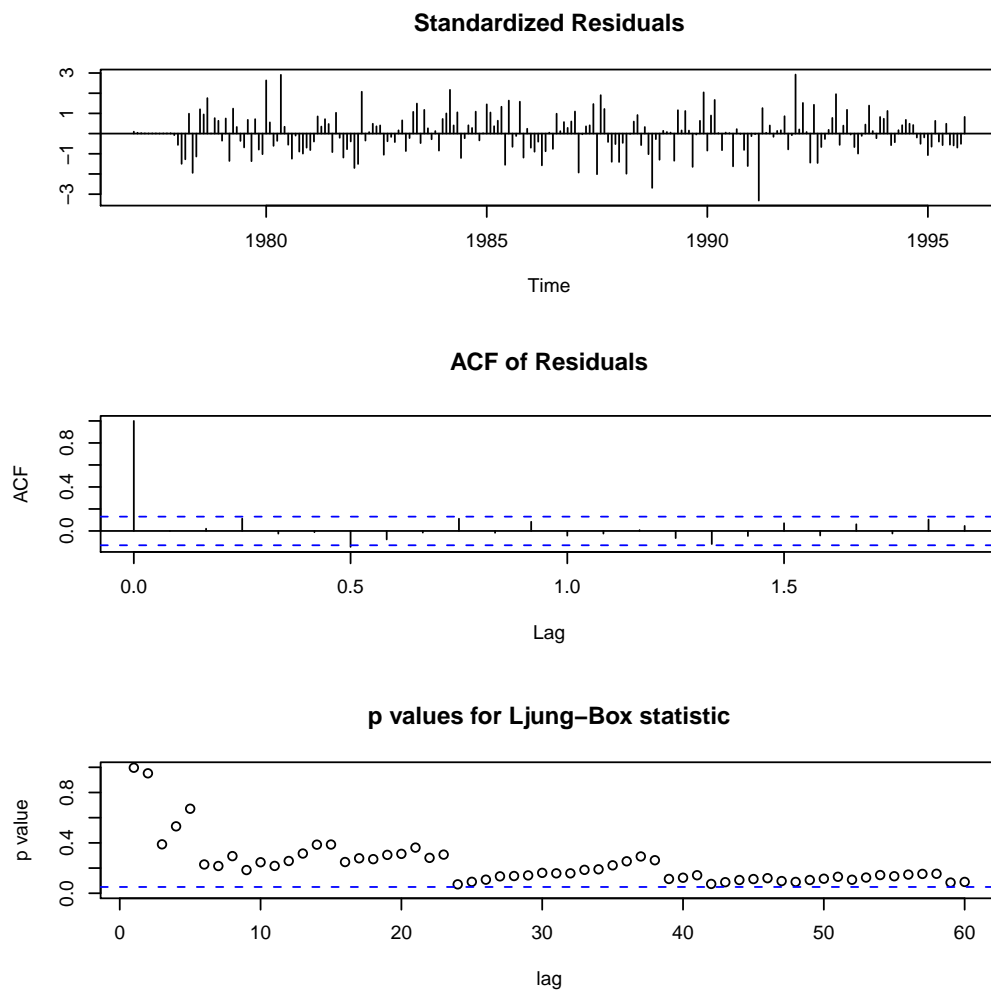 Standardized Residuals
3
1
−1
−3
1980 1985 1990 1995
Time
ACF of Residuals
ACF
0.8
0.4
0.0
0.0 0.5 1.0 1.5
Lag
p values for Ljung−Box statistic
p value
0.8
0.4
0.0
0 10 20 30 40 50 60
lag